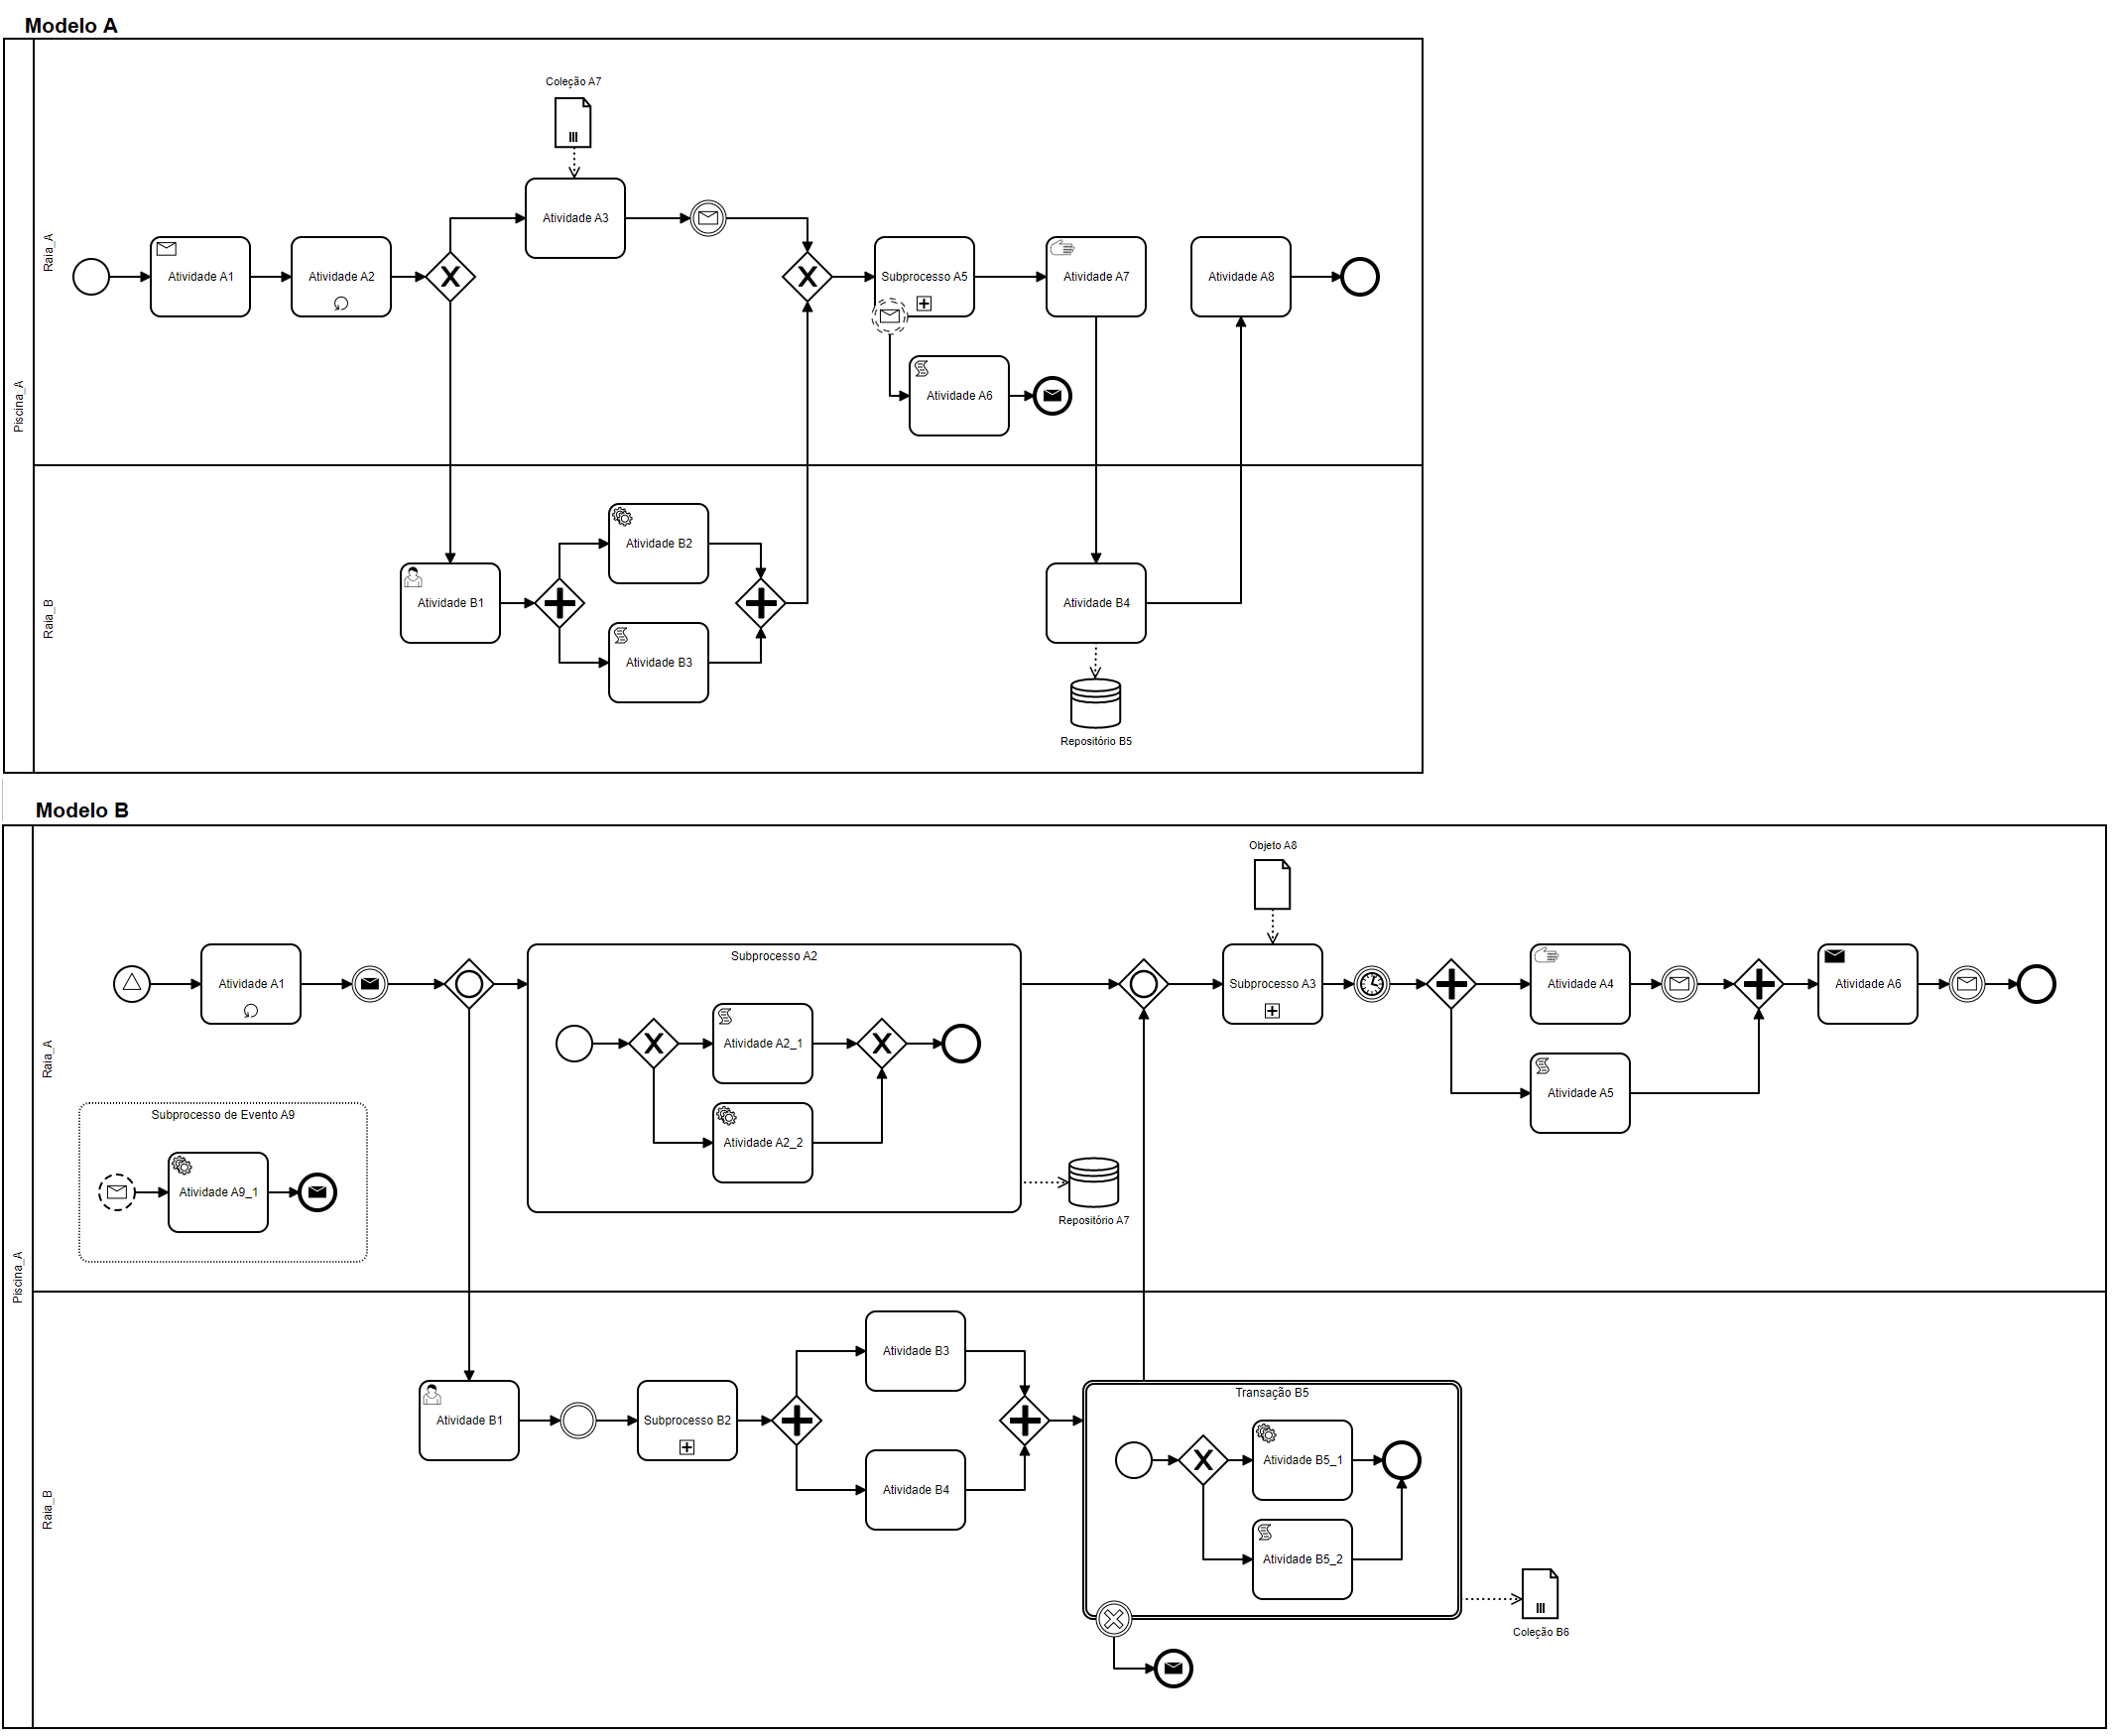 Modelo A
Piscina_A
Raia_A
Coleção A7
Atividade A3
Atividade A1
Atividade A2
Subprocesso A5
Atividade A7
Atividade A8
Atividade A6
Raia_B
Atividade B2
Atividade B1
Atividade B4
Atividade B3
Repositório B5
Modelo B
Piscina_A
Raia_A
Objeto A8
Subprocesso A2
Atividade A1
Subprocesso A3
Atividade A4
Atividade A6
Atividade A2_1
Atividade A5
Subprocesso de Evento A9
Atividade A2_2
Atividade A9_1
Repositório A7
Raia_B
Atividade B3
Transação B5
Atividade B1
Subprocesso B2
Atividade B5_1
Atividade B4
Atividade B5_2
Coleção B6